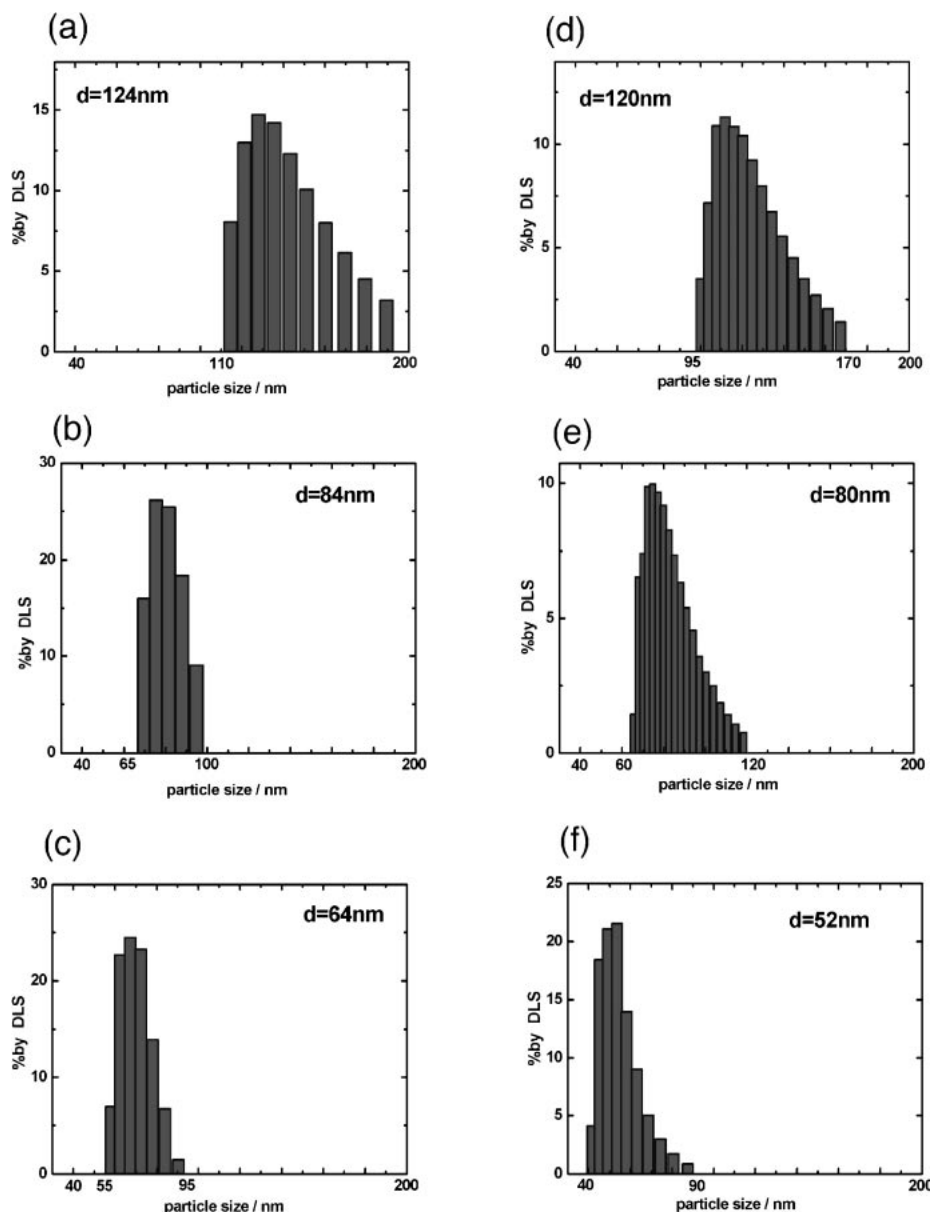 (a)
d=124nm
15
10
5
0
%by DLS
40 110 200
particle size / nm
(d)
d=120nm
10
5
0
%by DLS
40 95 170 200
particle size / nm
(b)
d=84nm
30
20
10
0
%by DLS
40 65 100 200
particle size / nm
(e)
d=80nm
10
5
0
%by DLS
40 60 120 200
particle size / nm
(c)
d=64nm
30
20
10
0
%by DLS
40 55 95 200
particle size / nm
(f)
d=52nm
25
20
15
10
5
0
%by DLS
40 90 200
particle size / nm